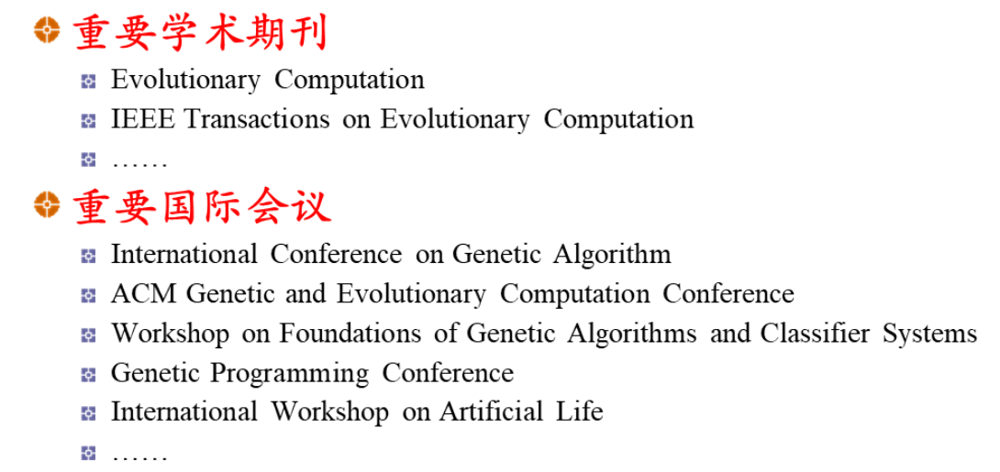 重要学术期刊
Evolutionary Computation
IEEE Transactions on Evolutionary Computation
……
重要国际会议
International Conference on Genetic Algorithm
ACM Genetic and Evolutionary Computation Conference
Workshop on Foundations of Genetic Algorithms and Classifier Systems
Genetic Programming Conference
International Workshop on Artificial Life
……